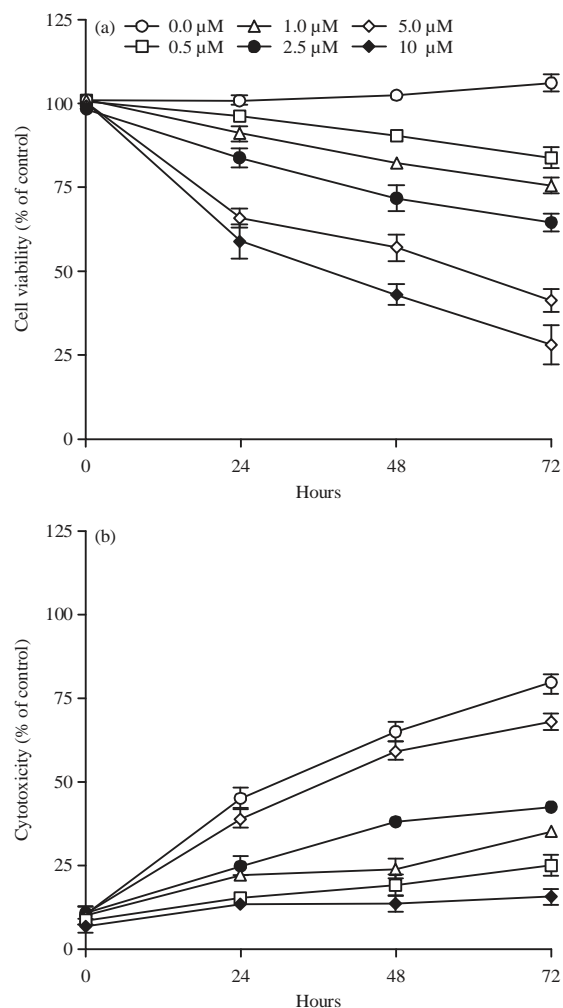 (a) 0.0 µM 1.0 µM 5.0 µM
0.5 µM 2.5 µM 10 µM
125
100
75
50
25
0
Cell viability (% of control)
0 24 48 72
Hours
(b)
125
100
75
50
25
0
Cytotoxicity (% of control)
0 24 48 72
Hours